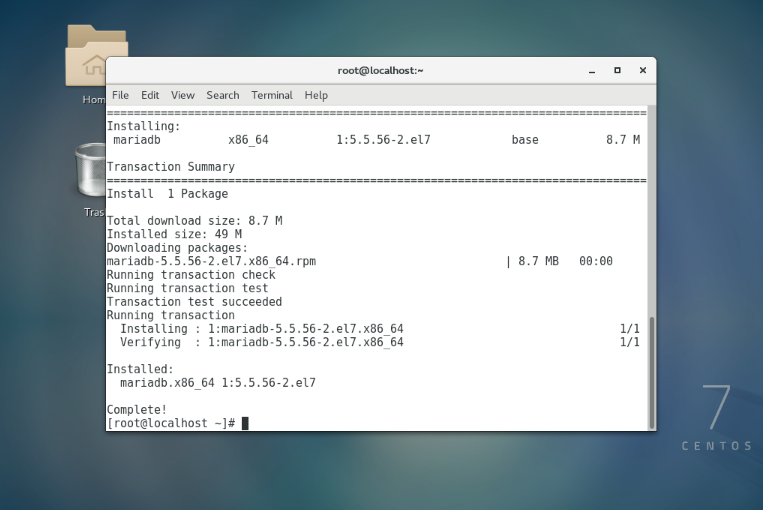 root@localhost:~
File Edit View Search Terminal Help
================================================================================
Installing:
 mariadb          x86_64          1:5.5.56-2.el7            base          8.7 M

Transaction Summary
================================================================================
Install  1 Package

Total download size: 8.7 M
Installed size: 49 M
Downloading packages:
mariadb-5.5.56-2.el7.x86_64.rpm                            | 8.7 MB   00:00
Running transaction check
Running transaction test
Transaction test succeeded
Running transaction
  Installing : 1:mariadb-5.5.56-2.el7.x86_64                                1/1
  Verifying  : 1:mariadb-5.5.56-2.el7.x86_64                                1/1

Installed:
  mariadb.x86_64 1:5.5.56-2.el7

Complete!
[root@localhost ~]#
Hom
Tras
7
CENTOS